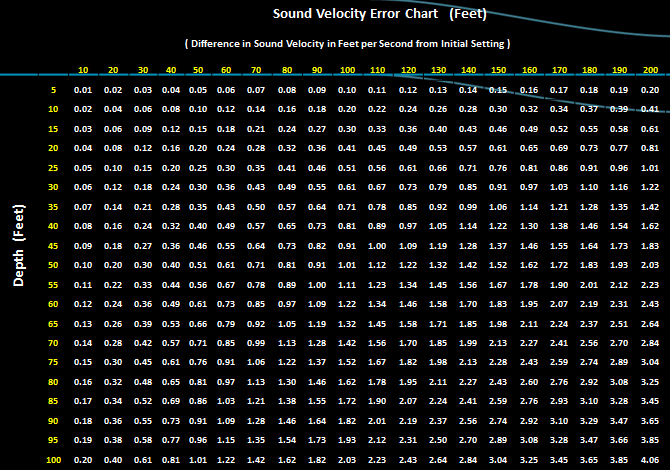 Sound Velocity Error Chart (Feet)
( Difference in Sound Velocity in Feet per Second from Initial Setting )
10 20 30 40 50 60 70 80 90 100 110 120 130 140 150 160 170 180 190 200
5 0.01 0.02 0.03 0.04 0.05 0.06 0.07 0.08 0.09 0.10 0.11 0.12 0.13 0.14 0.15 0.16 0.17 0.18 0.19 0.20
10 0.02 0.04 0.06 0.08 0.10 0.12 0.14 0.16 0.18 0.20 0.22 0.24 0.26 0.28 0.30 0.32 0.34 0.37 0.39 0.41
15 0.03 0.06 0.09 0.12 0.15 0.18 0.21 0.24 0.27 0.30 0.33 0.36 0.40 0.43 0.46 0.49 0.52 0.55 0.58 0.61
20 0.04 0.08 0.12 0.16 0.20 0.24 0.28 0.32 0.36 0.41 0.45 0.49 0.53 0.57 0.61 0.65 0.69 0.73 0.77 0.81
25 0.05 0.10 0.15 0.20 0.25 0.30 0.35 0.41 0.46 0.51 0.56 0.61 0.66 0.71 0.76 0.81 0.86 0.91 0.96 1.01
30 0.06 0.12 0.18 0.24 0.30 0.36 0.43 0.49 0.55 0.61 0.67 0.73 0.79 0.85 0.91 0.97 1.03 1.10 1.16 1.22
35 0.07 0.14 0.21 0.28 0.35 0.43 0.50 0.57 0.64 0.71 0.78 0.85 0.92 0.99 1.06 1.14 1.21 1.28 1.35 1.42
40 0.08 0.16 0.24 0.32 0.40 0.49 0.57 0.65 0.73 0.81 0.89 0.97 1.05 1.14 1.22 1.30 1.38 1.46 1.54 1.62
45 0.09 0.18 0.27 0.36 0.46 0.55 0.64 0.73 0.82 0.91 1.00 1.09 1.19 1.28 1.37 1.46 1.55 1.64 1.73 1.83
50 0.10 0.20 0.30 0.40 0.51 0.61 0.71 0.81 0.91 1.01 1.12 1.22 1.32 1.42 1.52 1.62 1.72 1.83 1.93 2.03
55 0.11 0.22 0.33 0.44 0.56 0.67 0.78 0.89 1.00 1.11 1.23 1.34 1.45 1.56 1.67 1.78 1.90 2.01 2.12 2.23
60 0.12 0.24 0.36 0.49 0.61 0.73 0.85 0.97 1.09 1.22 1.34 1.46 1.58 1.70 1.83 1.95 2.07 2.19 2.31 2.43
65 0.13 0.26 0.39 0.53 0.66 0.79 0.92 1.05 1.19 1.32 1.45 1.58 1.71 1.85 1.98 2.11 2.24 2.37 2.51 2.64
70 0.14 0.28 0.42 0.57 0.71 0.85 0.99 1.13 1.28 1.42 1.56 1.70 1.85 1.99 2.13 2.27 2.41 2.56 2.70 2.84
75 0.15 0.30 0.45 0.61 0.76 0.91 1.06 1.22 1.37 1.52 1.67 1.82 1.98 2.13 2.28 2.43 2.59 2.74 2.89 3.04
80 0.16 0.32 0.48 0.65 0.81 0.97 1.13 1.30 1.46 1.62 1.78 1.95 2.11 2.27 2.43 2.60 2.76 2.92 3.08 3.25
85 0.17 0.34 0.52 0.69 0.86 1.03 1.21 1.38 1.55 1.72 1.90 2.07 2.24 2.41 2.59 2.76 2.93 3.10 3.28 3.45
90 0.18 0.36 0.55 0.73 0.91 1.09 1.28 1.46 1.64 1.82 2.01 2.19 2.37 2.56 2.74 2.92 3.10 3.29 3.47 3.65
95 0.19 0.38 0.58 0.77 0.96 1.15 1.35 1.54 1.73 1.93 2.12 2.31 2.50 2.70 2.89 3.08 3.28 3.47 3.66 3.85
100 0.20 0.40 0.61 0.81 1.01 1.22 1.42 1.62 1.82 2.03 2.23 2.43 2.64 2.84 3.04 3.25 3.45 3.65 3.85 4.06
Depth (Feet)